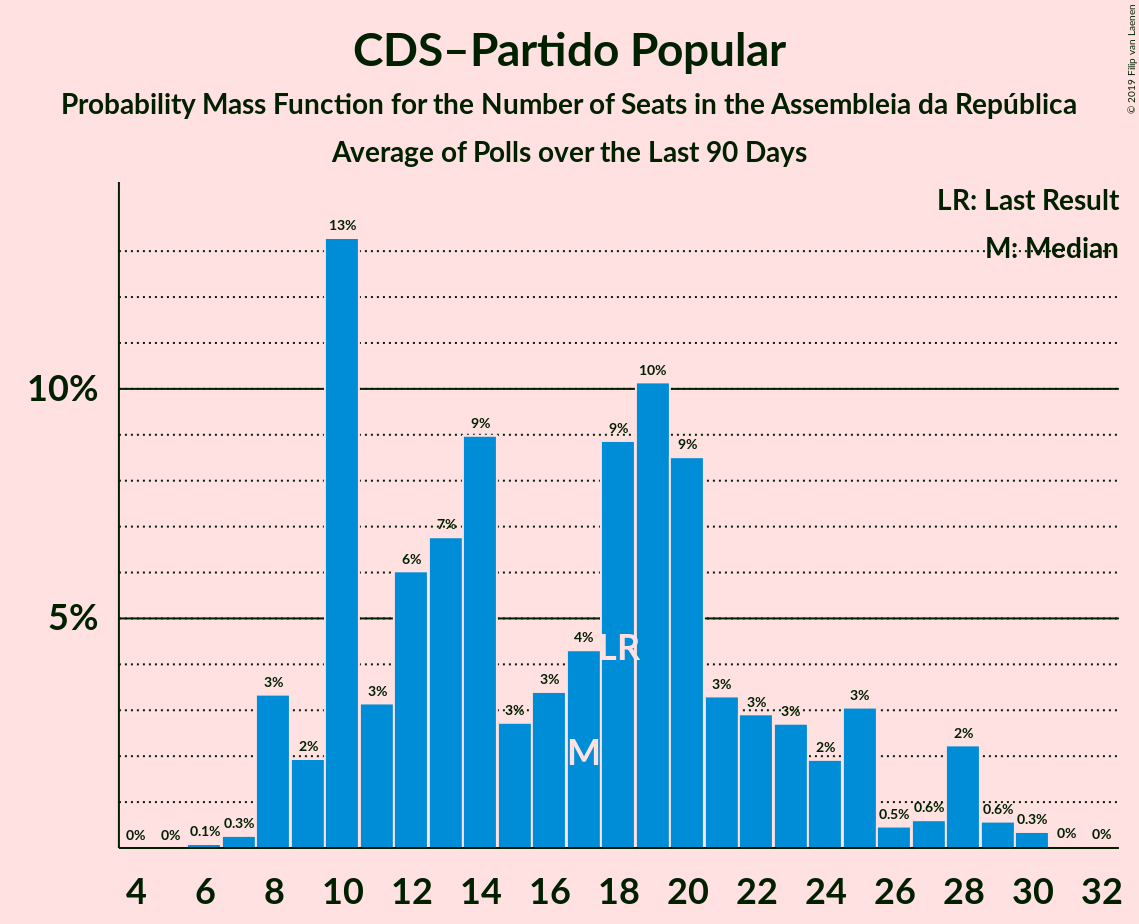 © 2019 Filip van Laenen
CDS–Partido Popular
Probability Mass Function for the Number of Seats in the Assembleia da República
Average of Polls over the Last 90 Days
LR: Last Result
M: Median
10%
5%
0% 0% 0.1% 0.3% 3% 2% 13% 3% 6% 7% 9% 3% 3% 4% 9% 10% 9% 3% 3% 3% 2% 3% 0.5% 0.6% 2% 0.6% 0.3% 0% 0%
LR
M
4 6 8 10 12 14 16 18 20 22 24 26 28 30 32